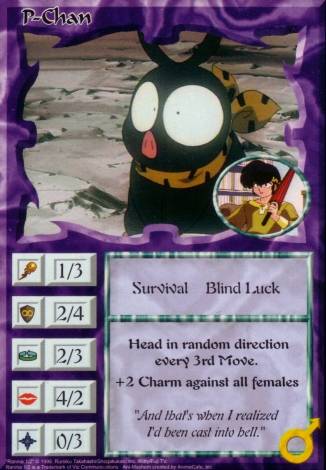 P-Chan
1/3
2/4
2/3
4/2
0/3
Survival Blind Luck
Head in random direction
every 3rd Move.
+2 Charm against all females
"And that's when I realized
I'd been cast into hell."